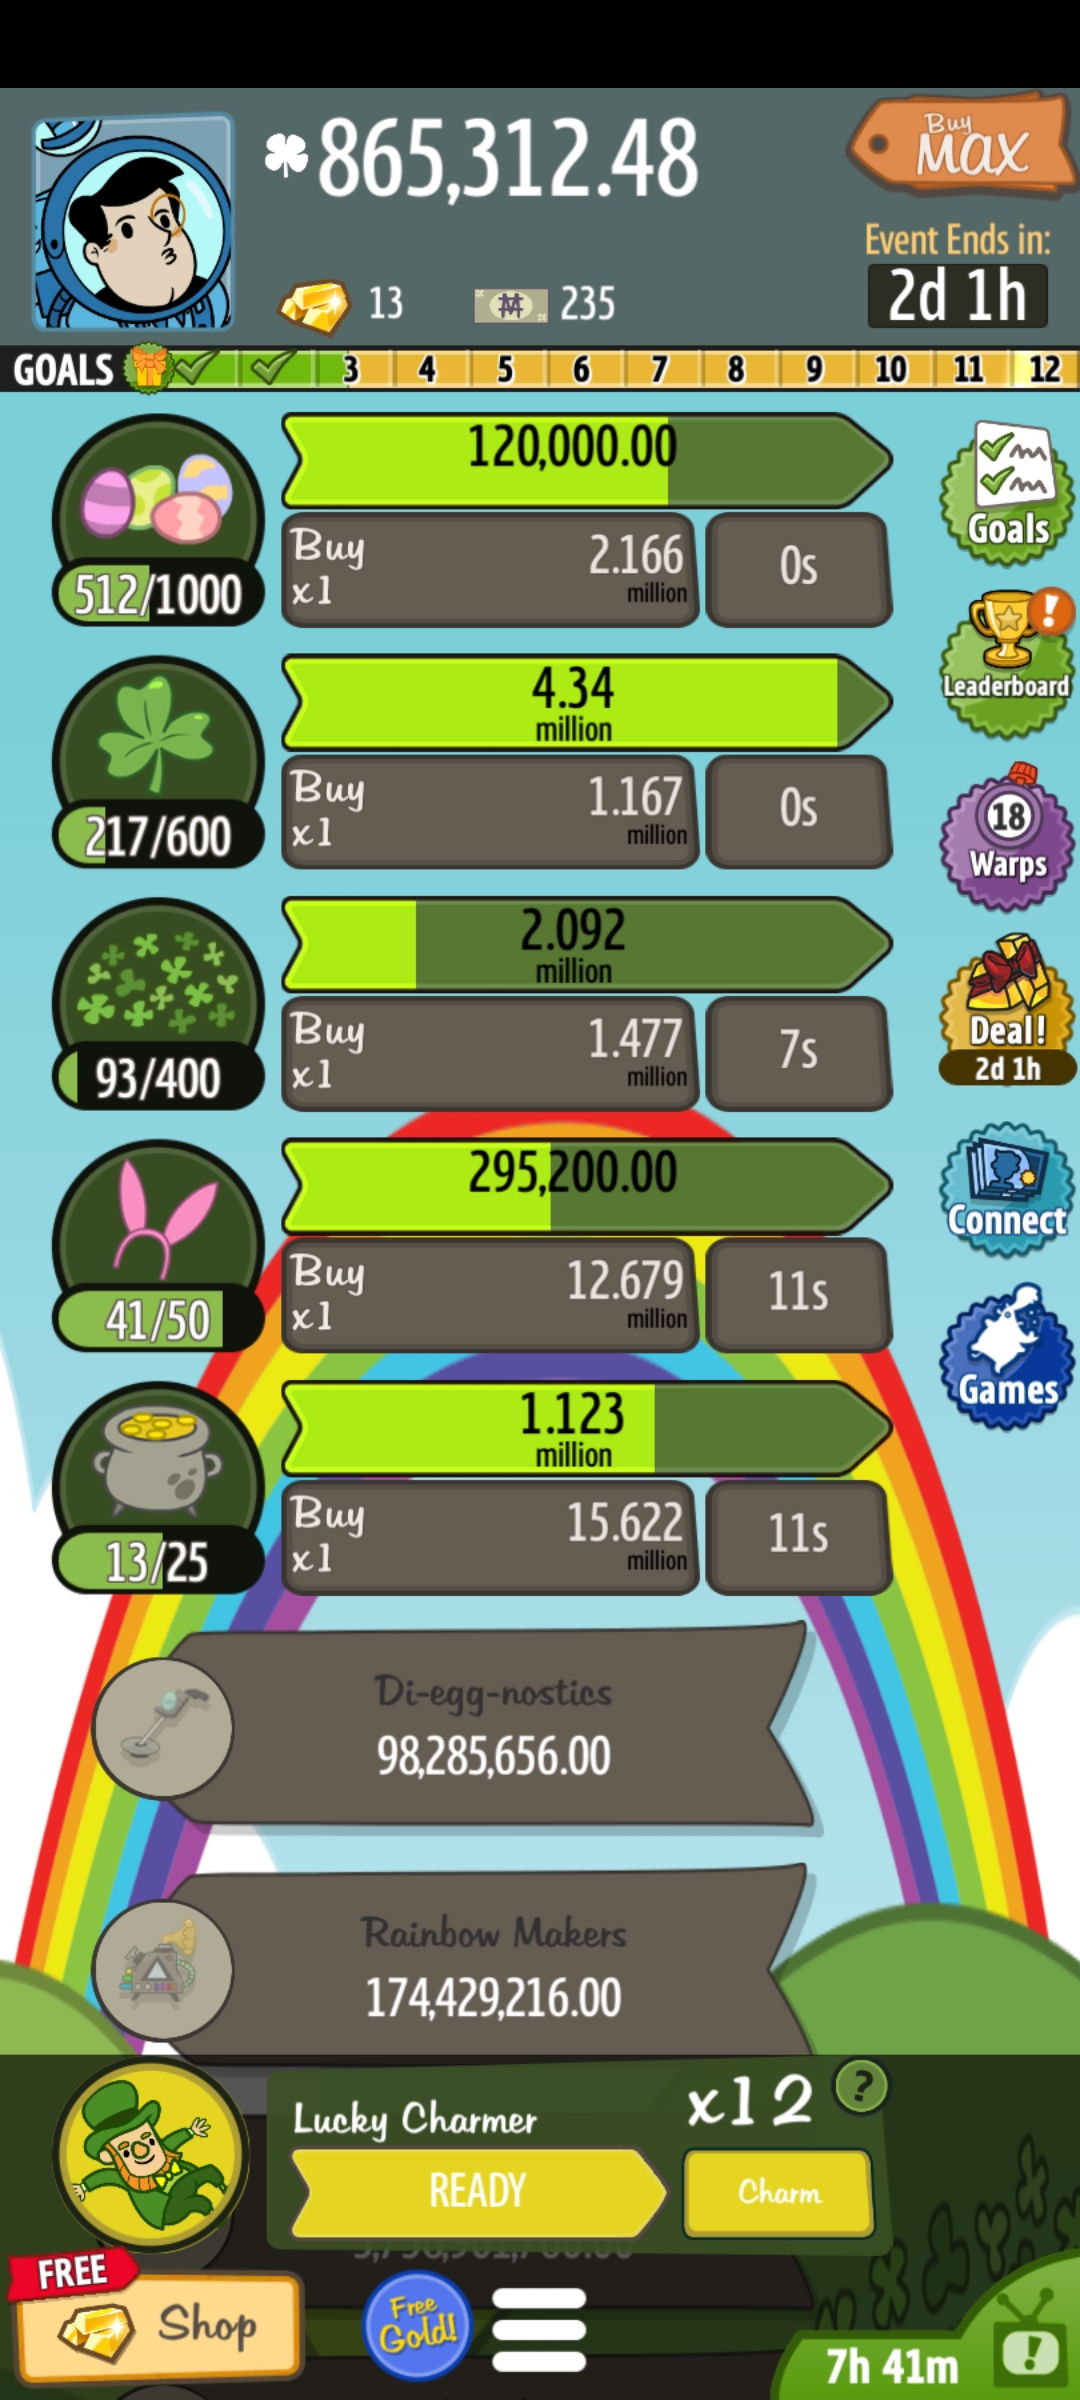 865,312.48
Buy
MAX
Event Ends in:
2d 1h
13
235
GOALS 3 4 5 6 7 8 9 10 11 12
120,000.00
Buy
x1
2.166
million
0s
512/1000
Goals
4.34
million
Buy
x1
1.167
million
0s
217/600
Leaderboard
!
18
Warps
2.092
million
Buy
x1
1.477
million
7s
93/400
Deal!
2d 1h
295,200.00
Buy
x1
12.679
million
11s
41/50
Connect
1.123
million
Buy
x1
15.622
million
11s
13/25
Games
Di-egg-nostics
98,285,656.00
Rainbow Makers
174,429,216.00
Lucky Charmer
x12
?
READY
Charm
FREE
Shop
Free
Gold!
7h 41m
!